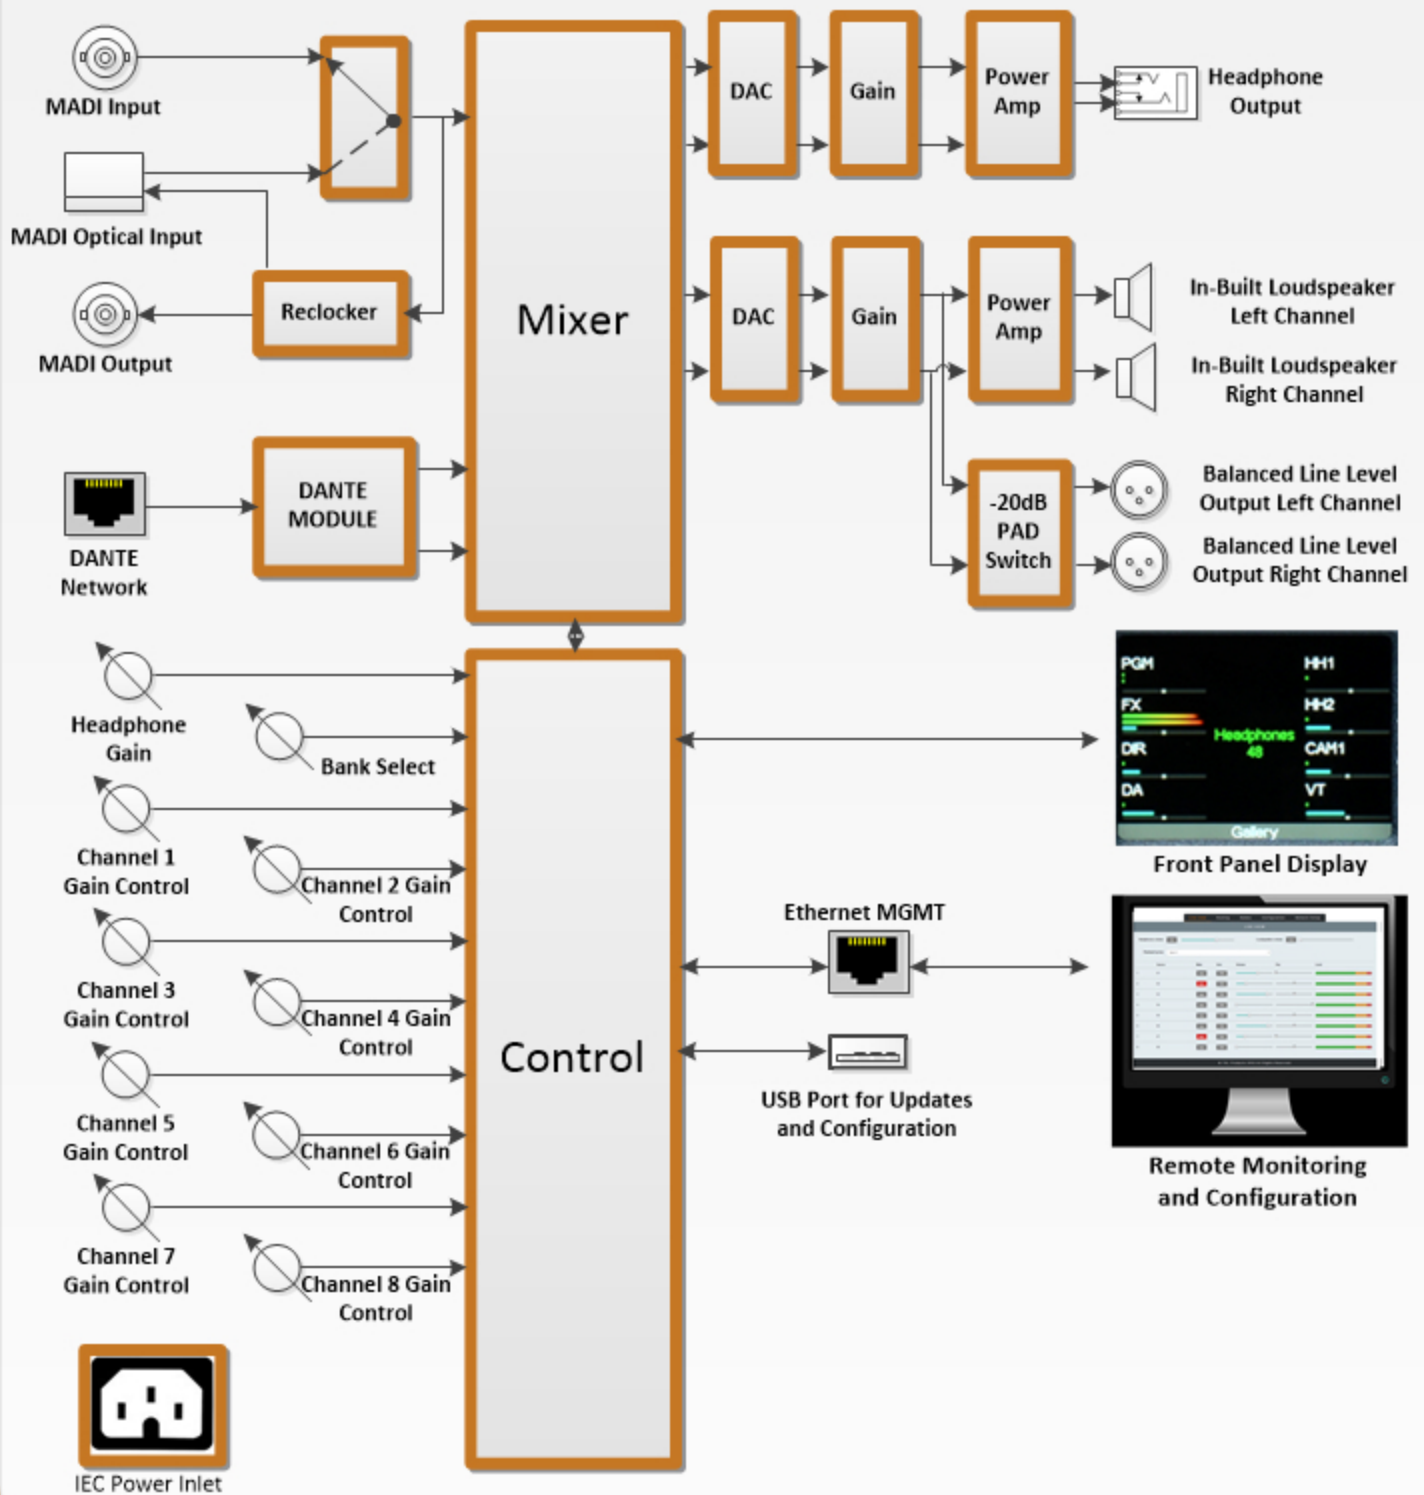 MADI Input
MADI Optical Input
Reclocker
MADI Output
DANTE
MODULE
DANTE
Network
Mixer
DAC
Gain
Power
Amp
Headphone
Output
DAC
Gain
Power
Amp
In-Built Loudspeaker
Left Channel
In-Built Loudspeaker
Right Channel
-20dB
PAD
Switch
Balanced Line Level
Output Left Channel
Balanced Line Level
Output Right Channel
Headphone
Gain
Bank Select
Channel 1
Gain Control
Channel 2 Gain
Control
Channel 3
Gain Control
Channel 4 Gain
Control
Channel 5
Gain Control
Channel 6 Gain
Control
Channel 7
Gain Control
Channel 8 Gain
Control
IEC Power Inlet
Control
PGM
HH1
FX
HH2
Headphones
48
DIR
CAM1
DA
VT
Gallery
Front Panel Display
Ethernet MGMT
USB Port for Updates
and Configuration
Remote Monitoring
and Configuration